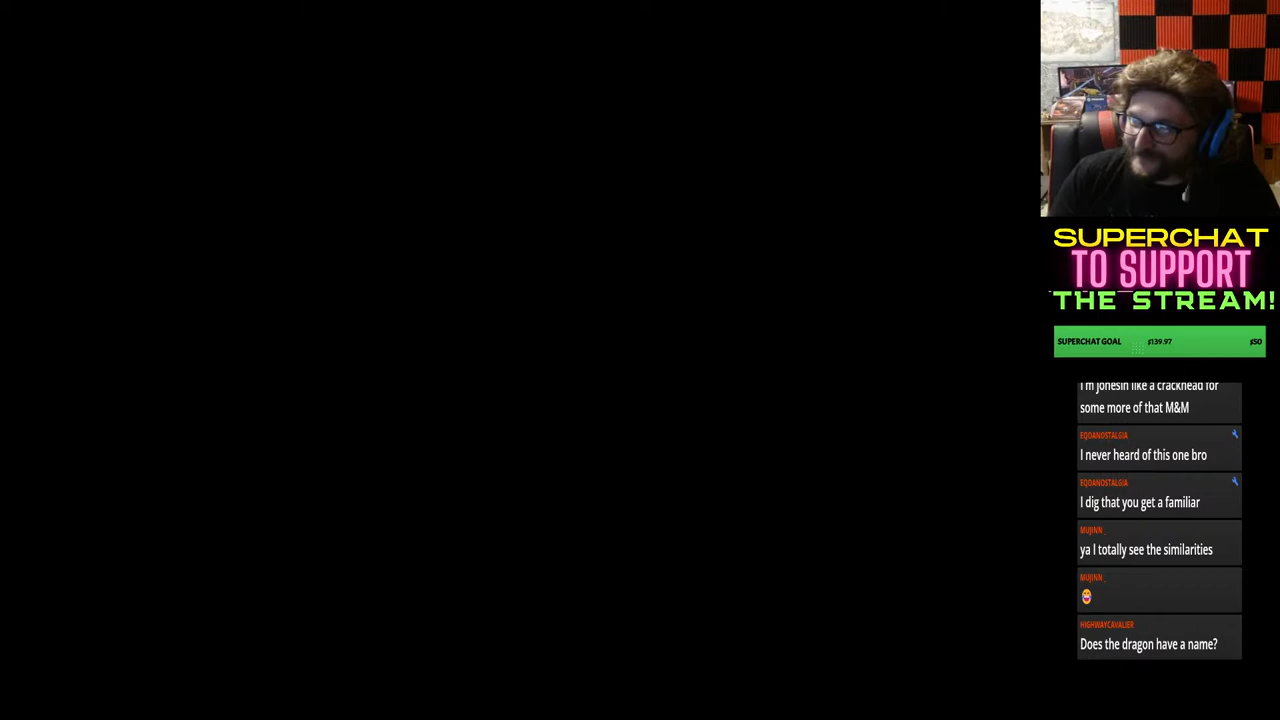 SUPERCHAT
TO SUPPORT
THE STREAM!
SUPERCHAT GOAL $139.97 $50
I'm jonesin like a crackhead for
some more of that M&M
EQOANOSTALGIA
I never heard of this one bro
EQOANOSTALGIA
I dig that you get a familiar
MUJINN_
ya I totally see the similarities
MUJINN_
HIGHWAYCAVALIER
Does the dragon have a name?